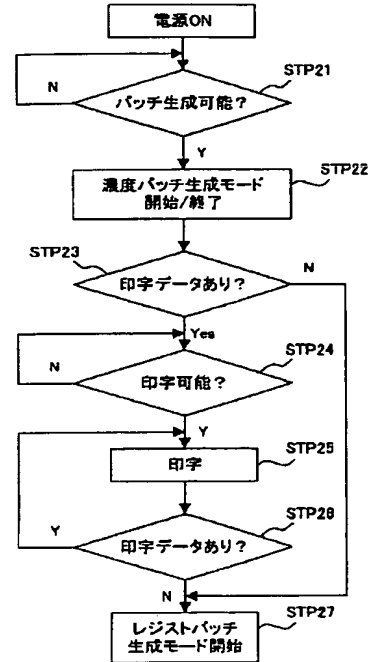 電源ON
STP21
N
パッチ生成可能？
Y
STP22
濃度パッチ生成モード
開始/終了
STP23
N
印字データあり？
Yes
STP24
N
印字可能？
Y
STP25
印字
STP26
Y
印字データあり？
N
STP27
レジストパッチ
生成モード開始